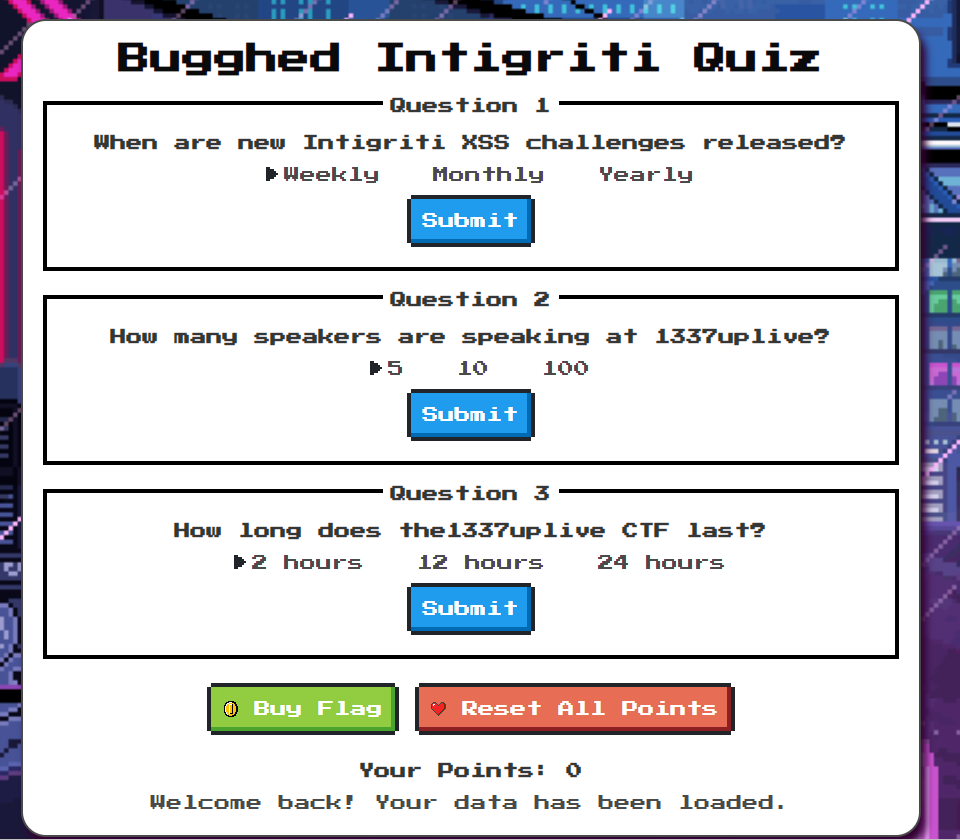 Bugghed Intigriti Quiz
Question 1
When are new Intigriti XSS challenges released?
Weekly Monthly Yearly
Submit
Question 2
How many speakers are speaking at 1337uplive?
5 10 100
Submit
Question 3
How long does the1337uplive CTF last?
2 hours 12 hours 24 hours
Submit
Buy Flag Reset All Points
Your Points: 0
Welcome back! Your data has been loaded.